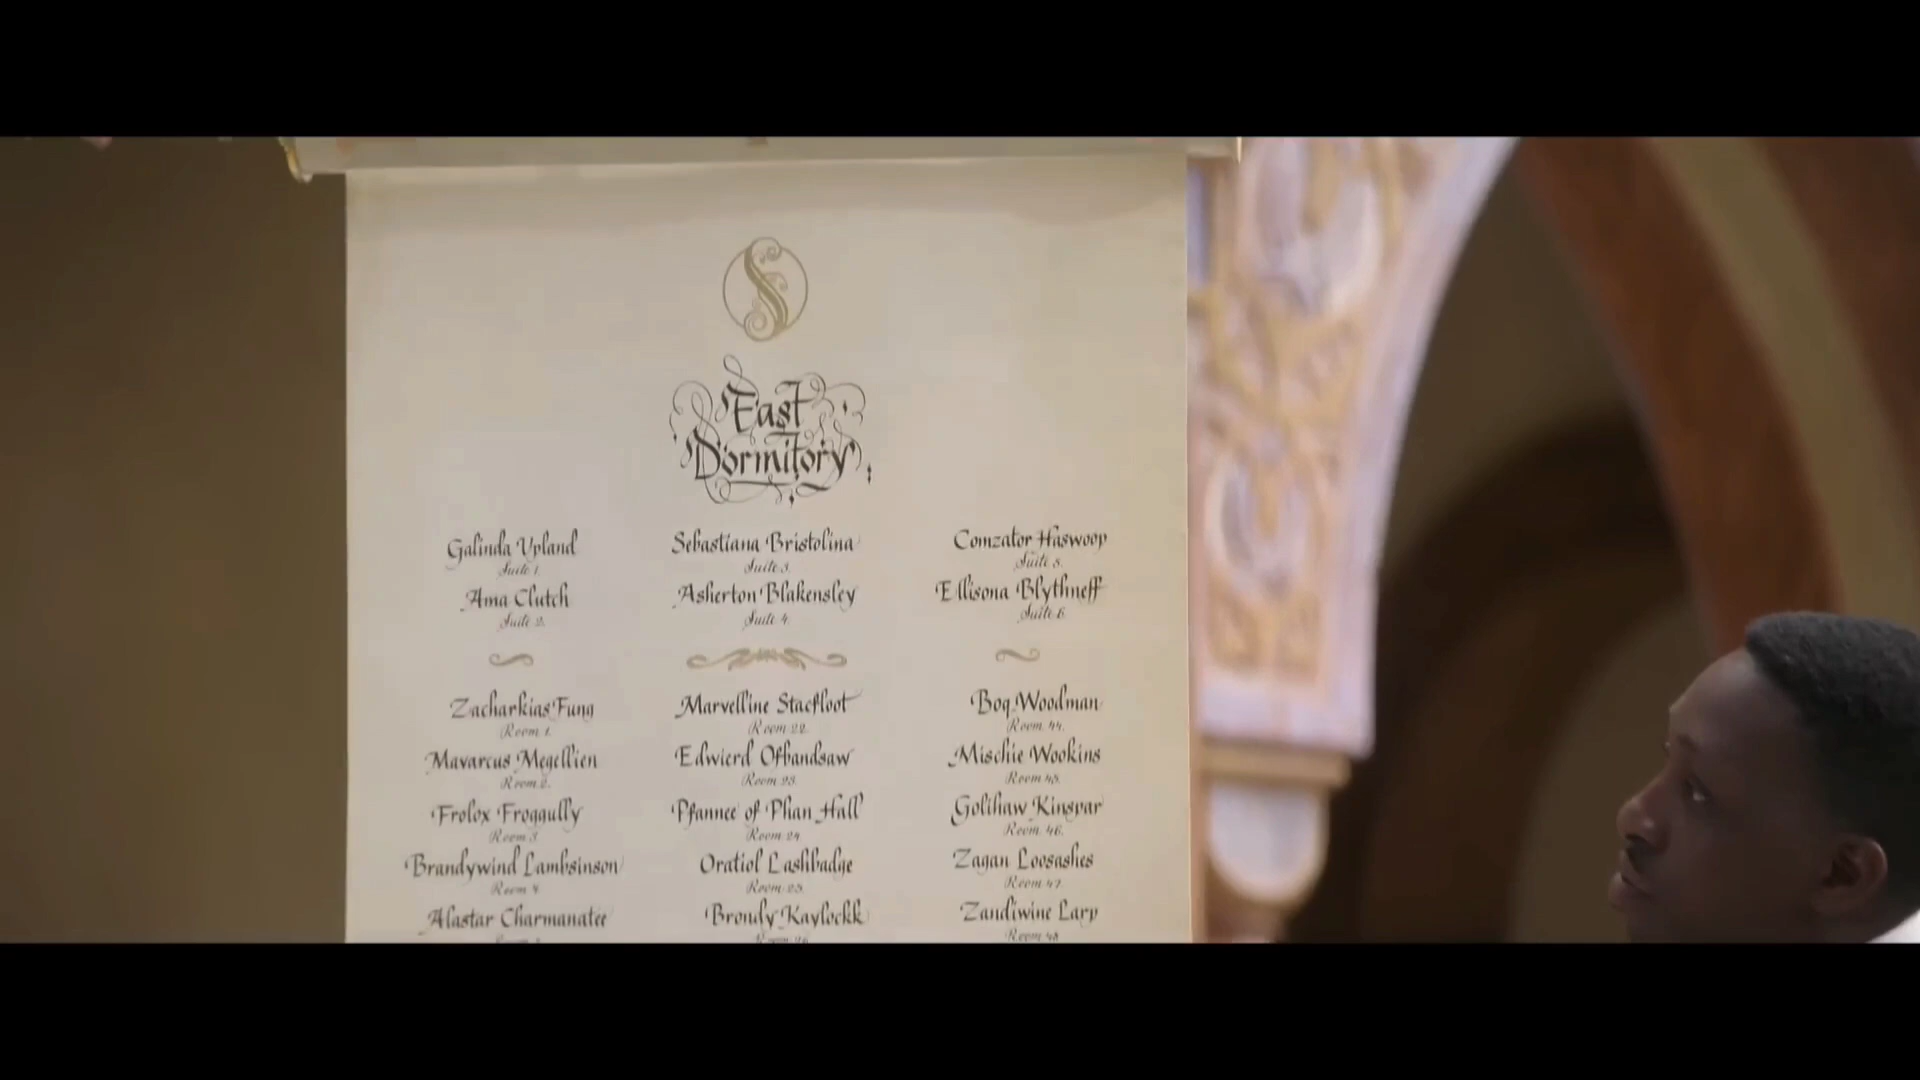 S
East
Dormitory
Galinda Upland
Suite 1.
Ama Clutch
Suite 2.
Sebastiana Bristolina
Suite 3.
Asherton Blakensley
Suite 4.
Comzator Haswoop
Suite 5.
Ellisona Blythneff
Suite 6.
Zacharkias Fung
Room 1.
Mavarcus Megellien
Room 2.
Frolox Froggully
Room 3.
Brandywind Lambsinson
Room 4.
Alastar Charmanatee
Marvelline Stacfloot
Room 22.
Edwierd Ofbandsaw
Room 23.
Pfannee of Phan Hall
Room 24.
Oratiol Lashbadge
Room 25.
Brondy Kaylockk
Room 26.
Boq Woodman
Room 44.
Mischie Wookins
Room 45.
Golihaw Kinspar
Room 46.
Zagan Loosashes
Room 47.
Zandiwine Larp
Room 48.